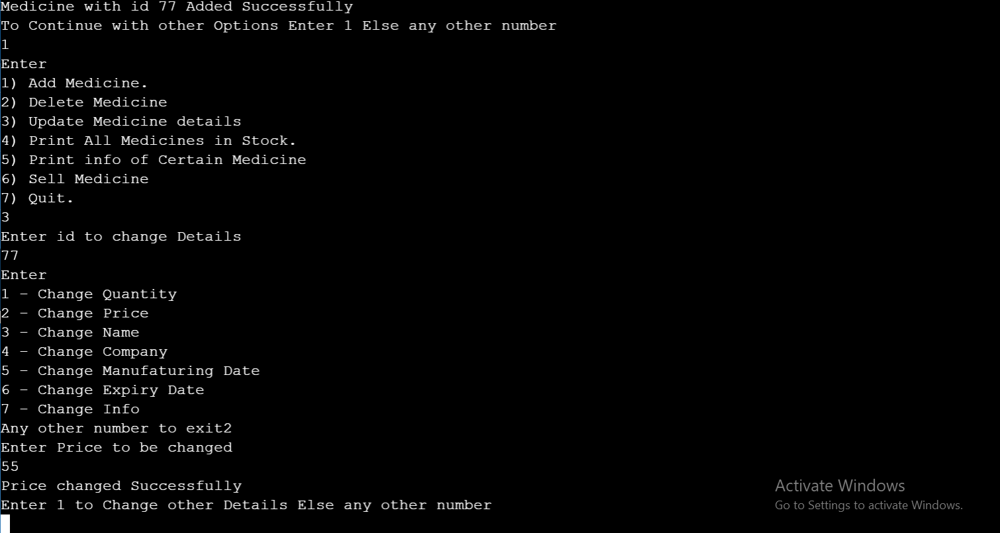 Medicine with id 77 Added Successfully
To Continue with other Options Enter 1 Else any other number
1
Enter
1) Add Medicine.
2) Delete Medicine
3) Update Medicine details
4) Print All Medicines in Stock.
5) Print info of Certain Medicine
6) Sell Medicine
7) Quit.
3
Enter id to change Details
77
Enter
1 - Change Quantity
2 - Change Price
3 - Change Name
4 - Change Company
5 - Change Manufaturing Date
6 - Change Expiry Date
7 - Change Info
Any other number to exit2
Enter Price to be changed
55
Price changed Successfully
Enter 1 to Change other Details Else any other number
Activate Windows
Go to Settings to activate Windows.